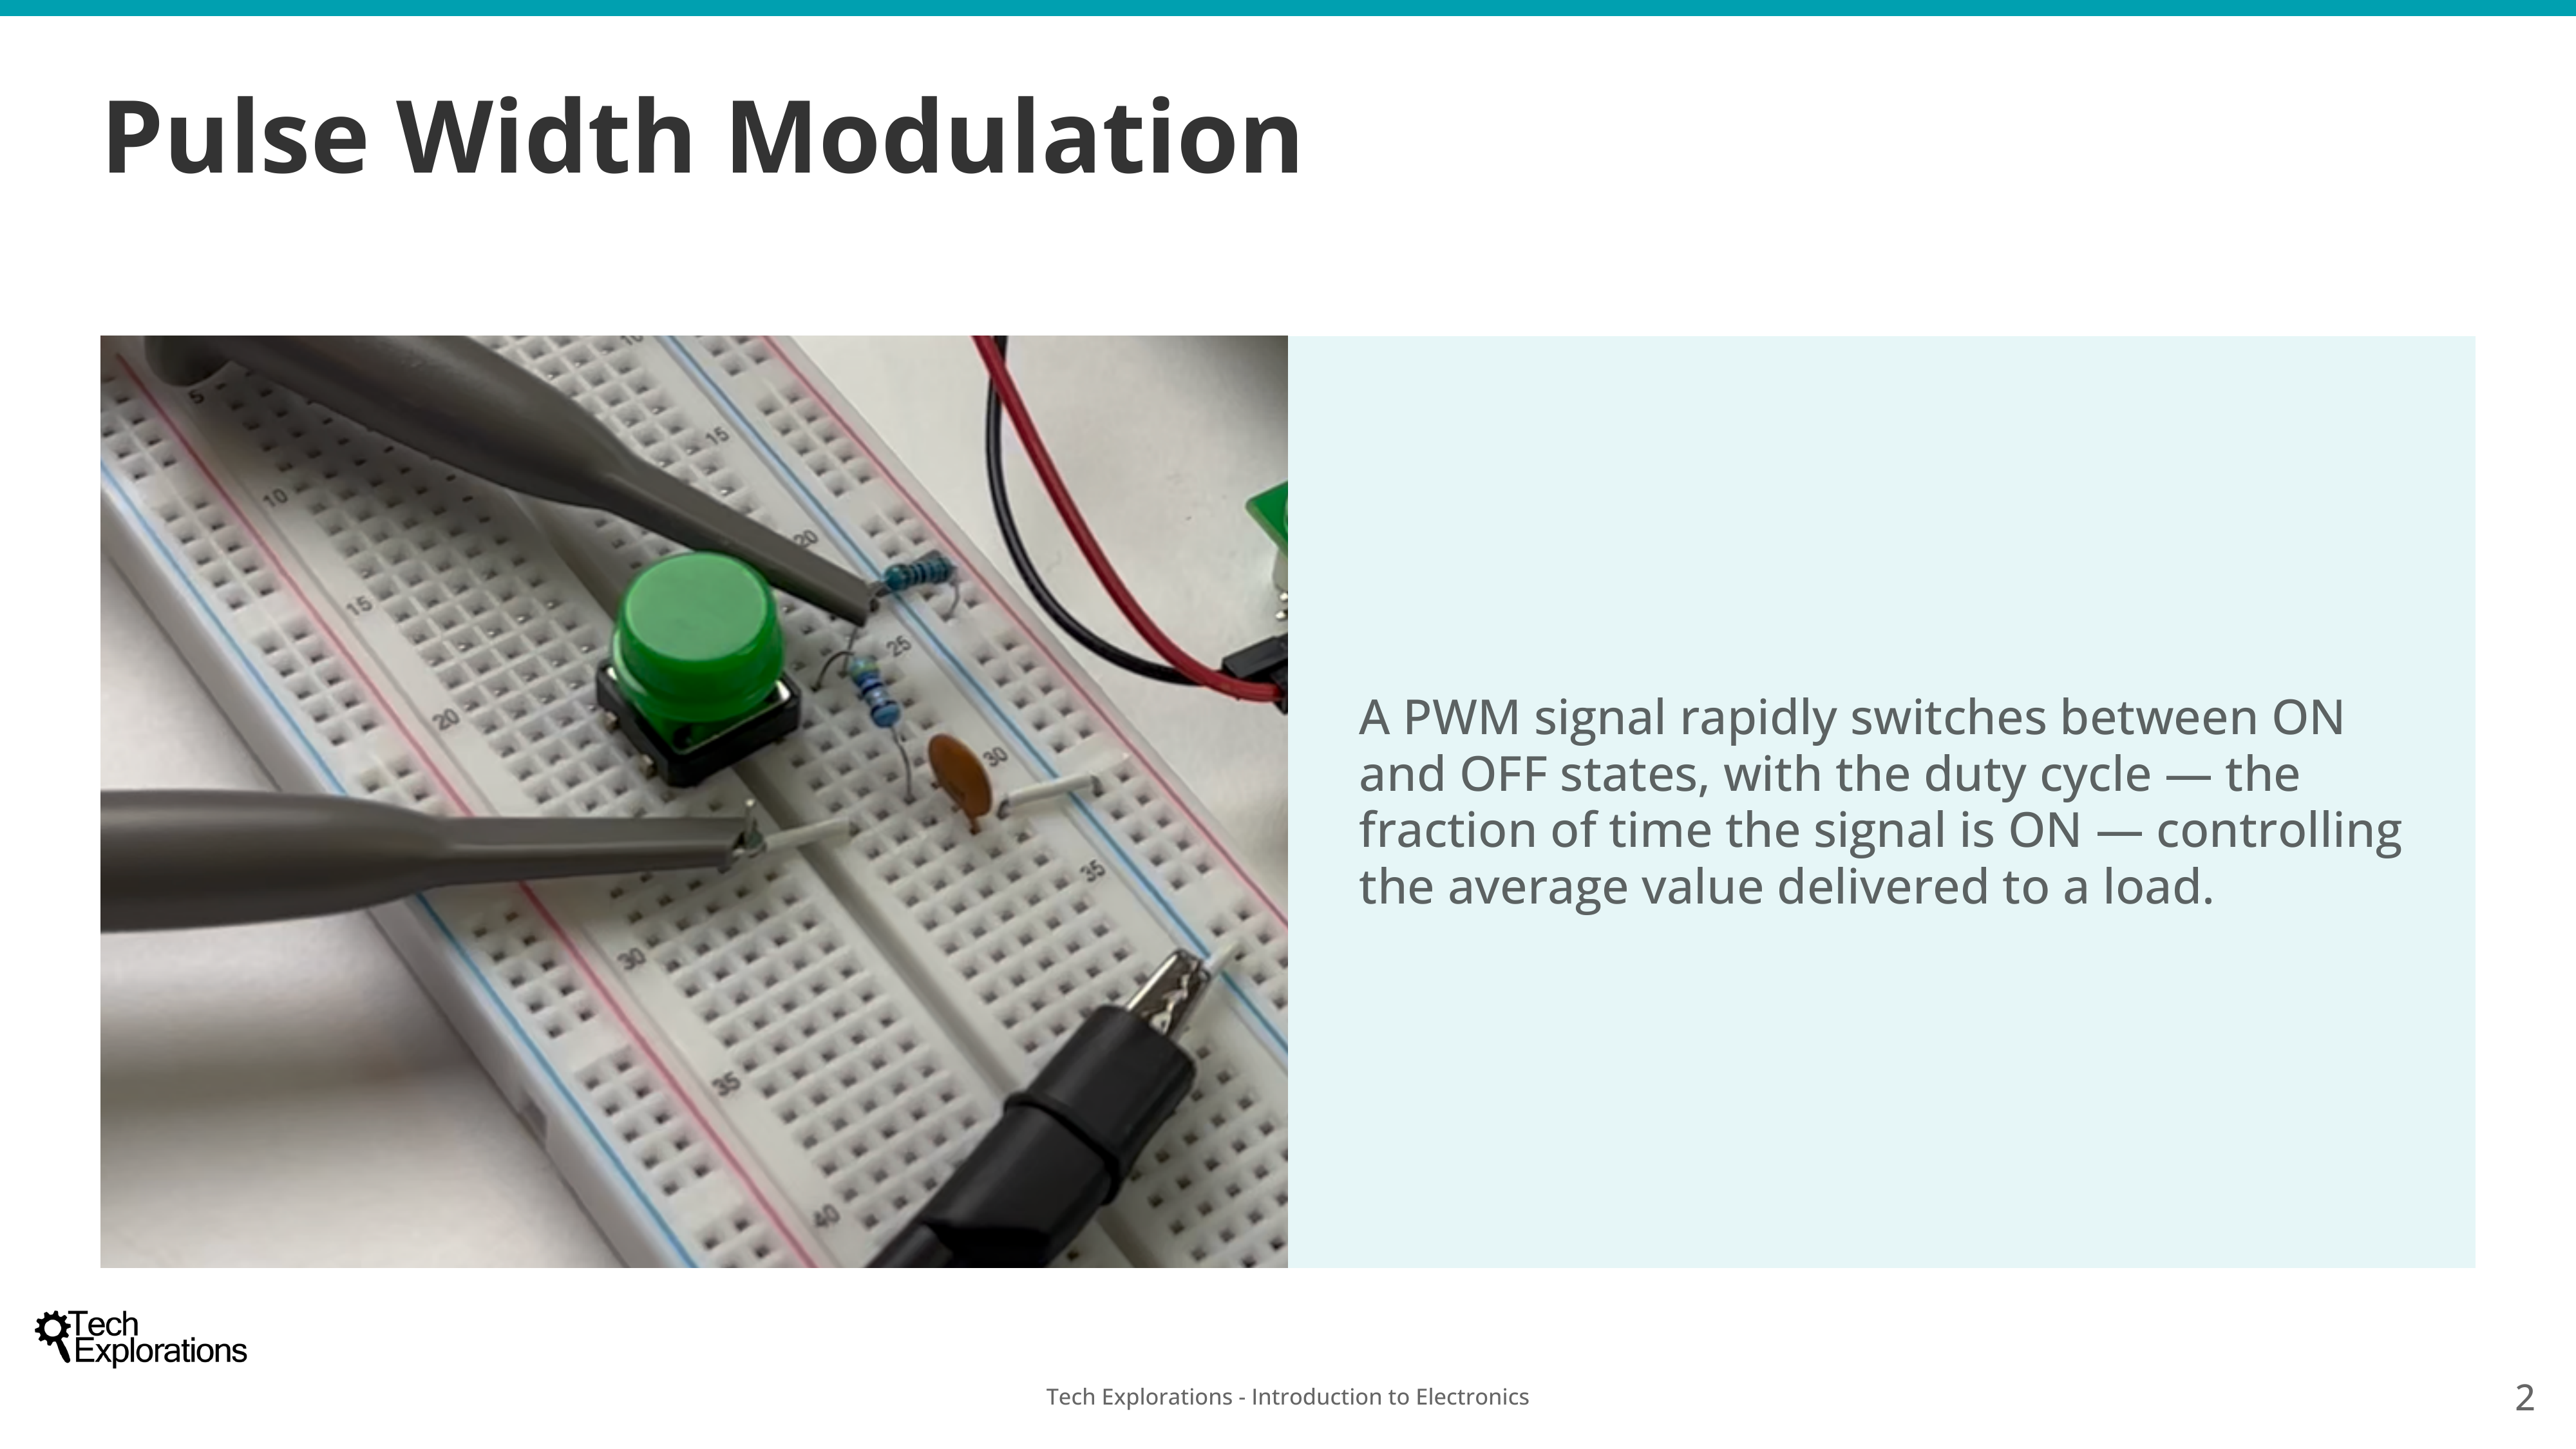 Pulse Width Modulation
5
10
15
20
30
35
40
10
15
20
25
30
35
A PWM signal rapidly switches between ON
and OFF states, with the duty cycle — the
fraction of time the signal is ON — controlling
the average value delivered to a load.
Tech
Explorations
Tech Explorations - Introduction to Electronics
2